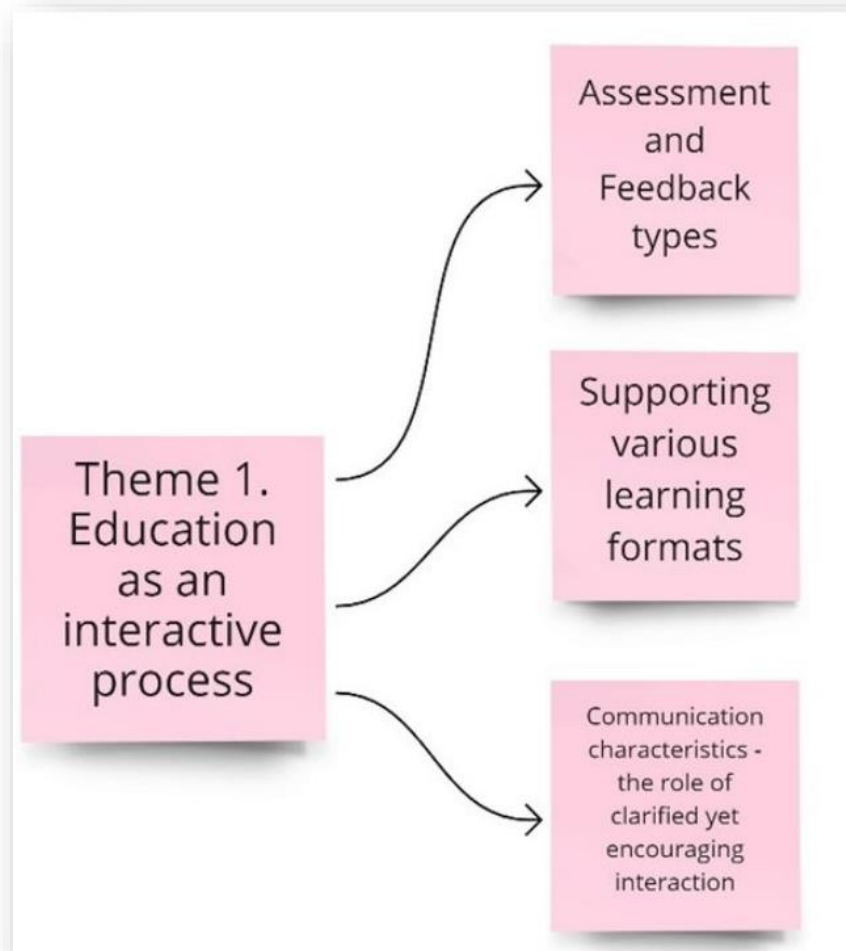 Assessment
and
Feedback
types
Supporting
various
learning
formats
Theme 1.
Education
as an
interactive
process
Communication
characteristics -
the role of
clarified yet
encouraging
interaction